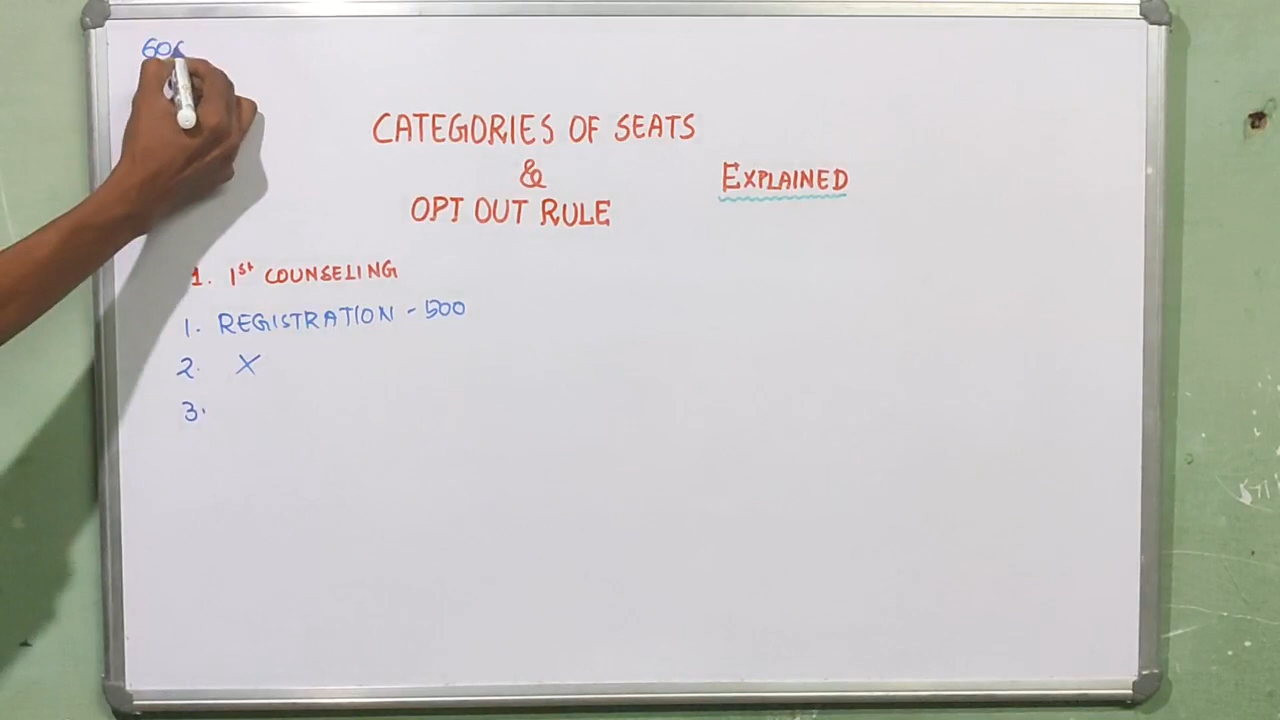 CATEGORIES OF SEATS
&
OPT OUT RULE
EXPLAINED
1. 1st COUNSELING
1. REGISTRATION - 500
2. X
3.